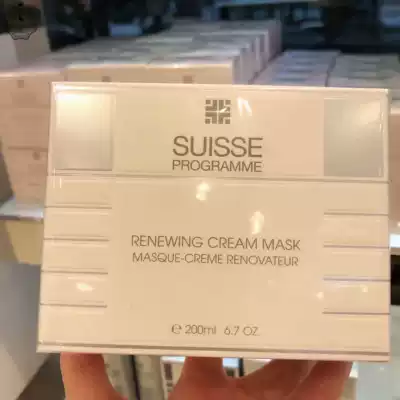 SUISSE
PROGRAMME
RENEWING CREAM MASK
MASQUE-CREME RENOVATEUR
℮ 200ml 6.7 OZ.